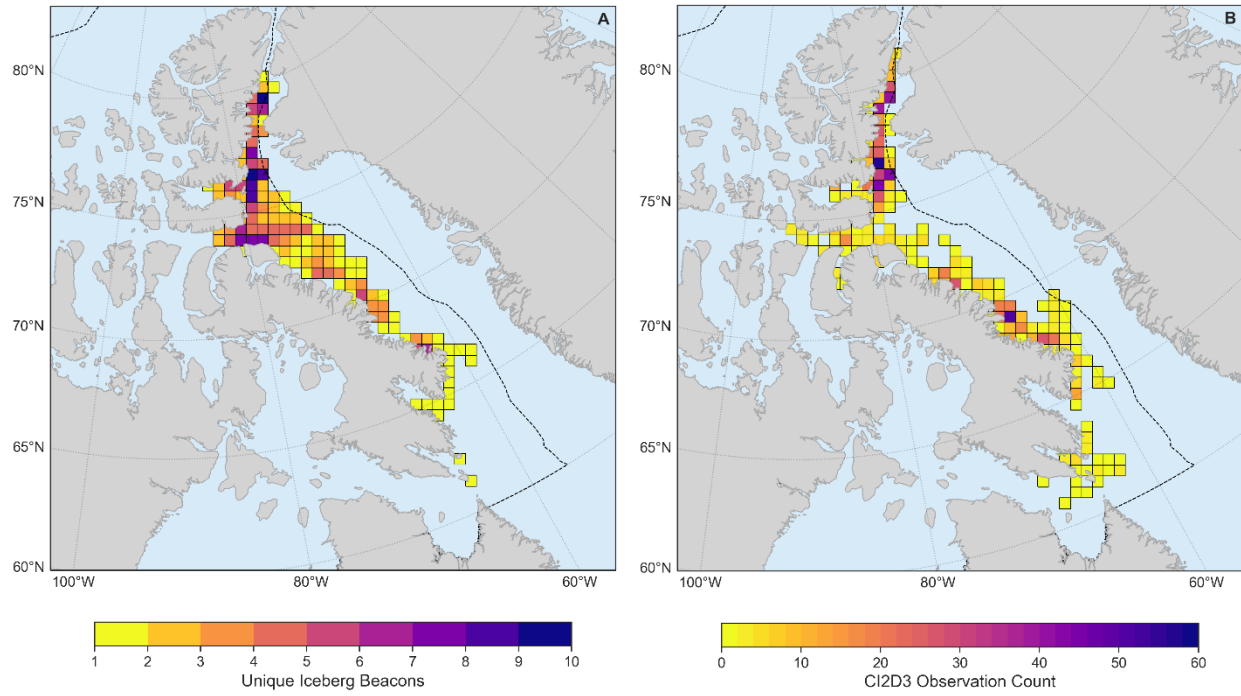 A
80°N
75°N
70°N
65°N
60°N
100°W 80°W 60°W
1 2 3 4 5 6 7 8 9 10
Unique Iceberg Beacons
B
80°N
75°N
70°N
65°N
60°N
100°W 80°W 60°W
0 10 20 30 40 50 60
CI2D3 Observation Count